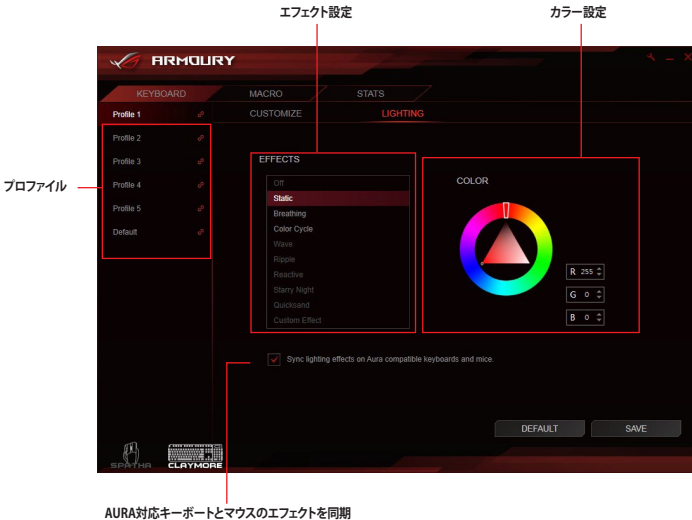 エフェクト設定
カラー設定
ARMOURY
KEYBOARD
MACRO
STATS
Profile 1
CUSTOMIZE
LIGHTING
Profile 2
Profile 3
Profile 4
Profile 5
Default
プロファイル
EFFECTS
Off
Static
Breathing
Color Cycle
Wave
Ripple
Reactive
Starry Night
Quicksand
Custom Effect
COLOR
R 255
G 0
B 0
Sync lighting effects on Aura compatible keyboards and mice.
DEFAULT
SAVE
SPATHA
CLAYMORE
AURA対応キーボートとマウスのエフェクトを同期